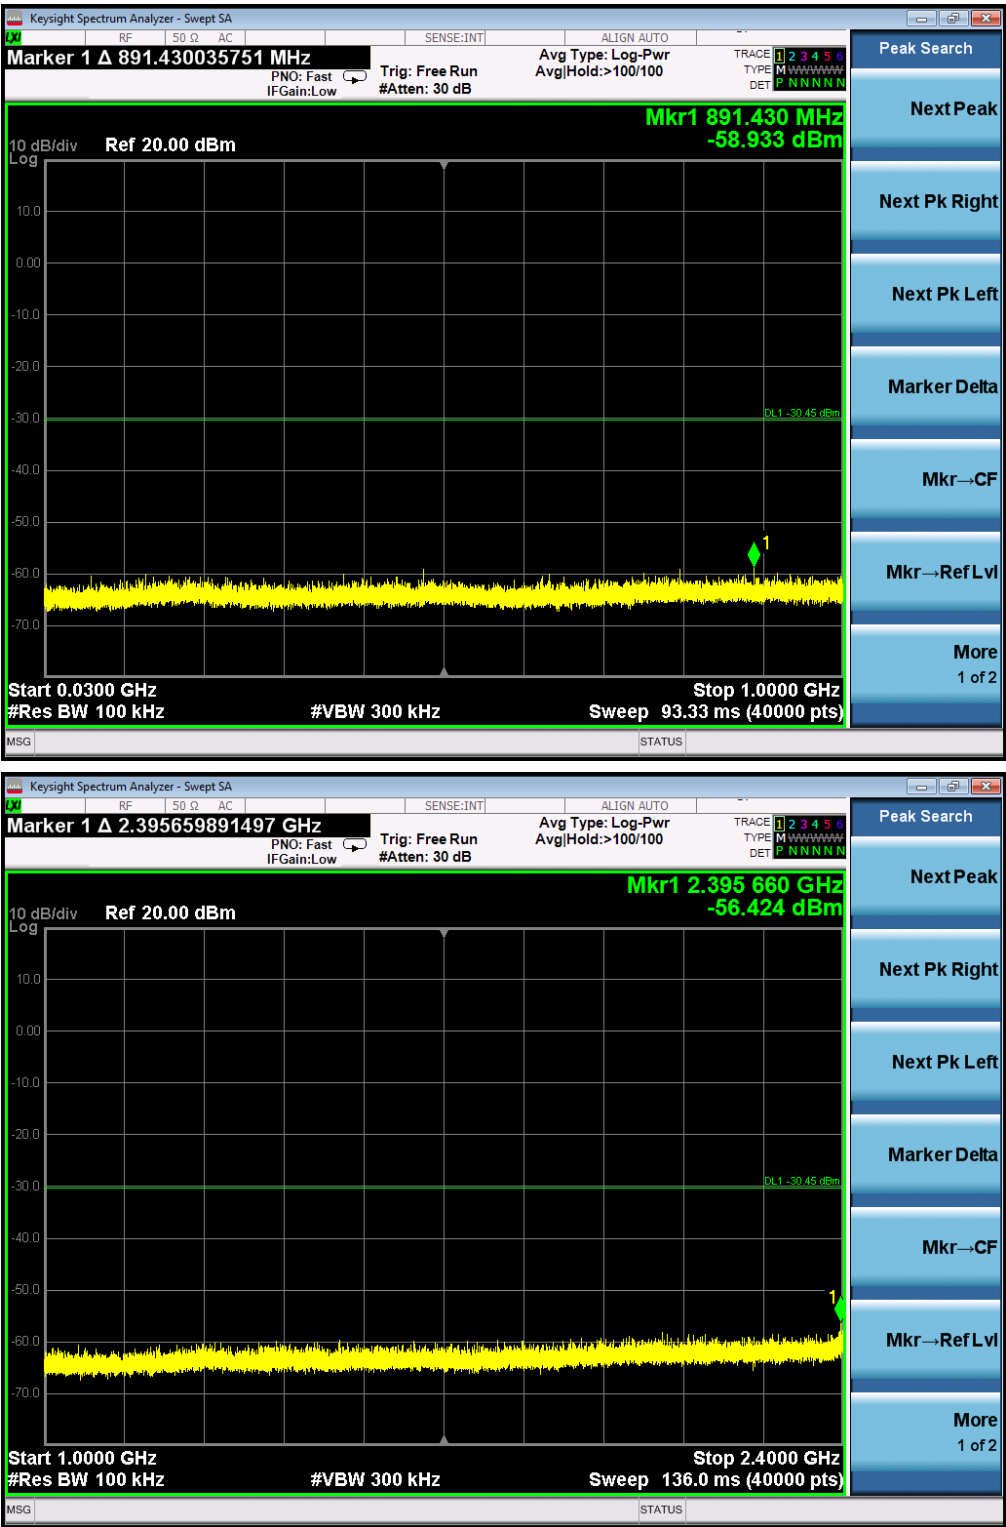 Keysight Spectrum Analyzer - Swept SA
LXI RF 50 Ω AC SENSE:INT ALIGN AUTO
Marker 1 Δ 891.430035751 MHz
PNO: Fast
IFGain:Low
Trig: Free Run
#Atten: 30 dB
Avg Type: Log-Pwr
Avg|Hold:>100/100
TRACE 1 2 3 4 5 6
TYPE M W W W W W
DET P N N N N N
Mkr1 891.430 MHz
-58.933 dBm
10 dB/div
Log
Ref 20.00 dBm
10.0
0.00
-10.0
-20.0
-30.0
DL1 -30.45 dBm
-40.0
-50.0
1
-60.0
-70.0
Start 0.0300 GHz
Stop 1.0000 GHz
#Res BW 100 kHz
#VBW 300 kHz
Sweep 93.33 ms (40000 pts)
MSG
STATUS
Peak Search
Next Peak
Next Pk Right
Next Pk Left
Marker Delta
Mkr→CF
Mkr→Ref Lvl
More
1 of 2
Keysight Spectrum Analyzer - Swept SA
LXI RF 50 Ω AC SENSE:INT ALIGN AUTO
Marker 1 Δ 2.395659891497 GHz
PNO: Fast
IFGain:Low
Trig: Free Run
#Atten: 30 dB
Avg Type: Log-Pwr
Avg|Hold:>100/100
TRACE 1 2 3 4 5 6
TYPE M W W W W W
DET P N N N N N
Mkr1 2.395 660 GHz
-56.424 dBm
10 dB/div
Log
Ref 20.00 dBm
10.0
0.00
-10.0
-20.0
-30.0
DL1 -30.45 dBm
-40.0
-50.0
1
-60.0
-70.0
Start 1.0000 GHz
Stop 2.4000 GHz
#Res BW 100 kHz
#VBW 300 kHz
Sweep 136.0 ms (40000 pts)
MSG
STATUS
Peak Search
Next Peak
Next Pk Right
Next Pk Left
Marker Delta
Mkr→CF
Mkr→Ref Lvl
More
1 of 2